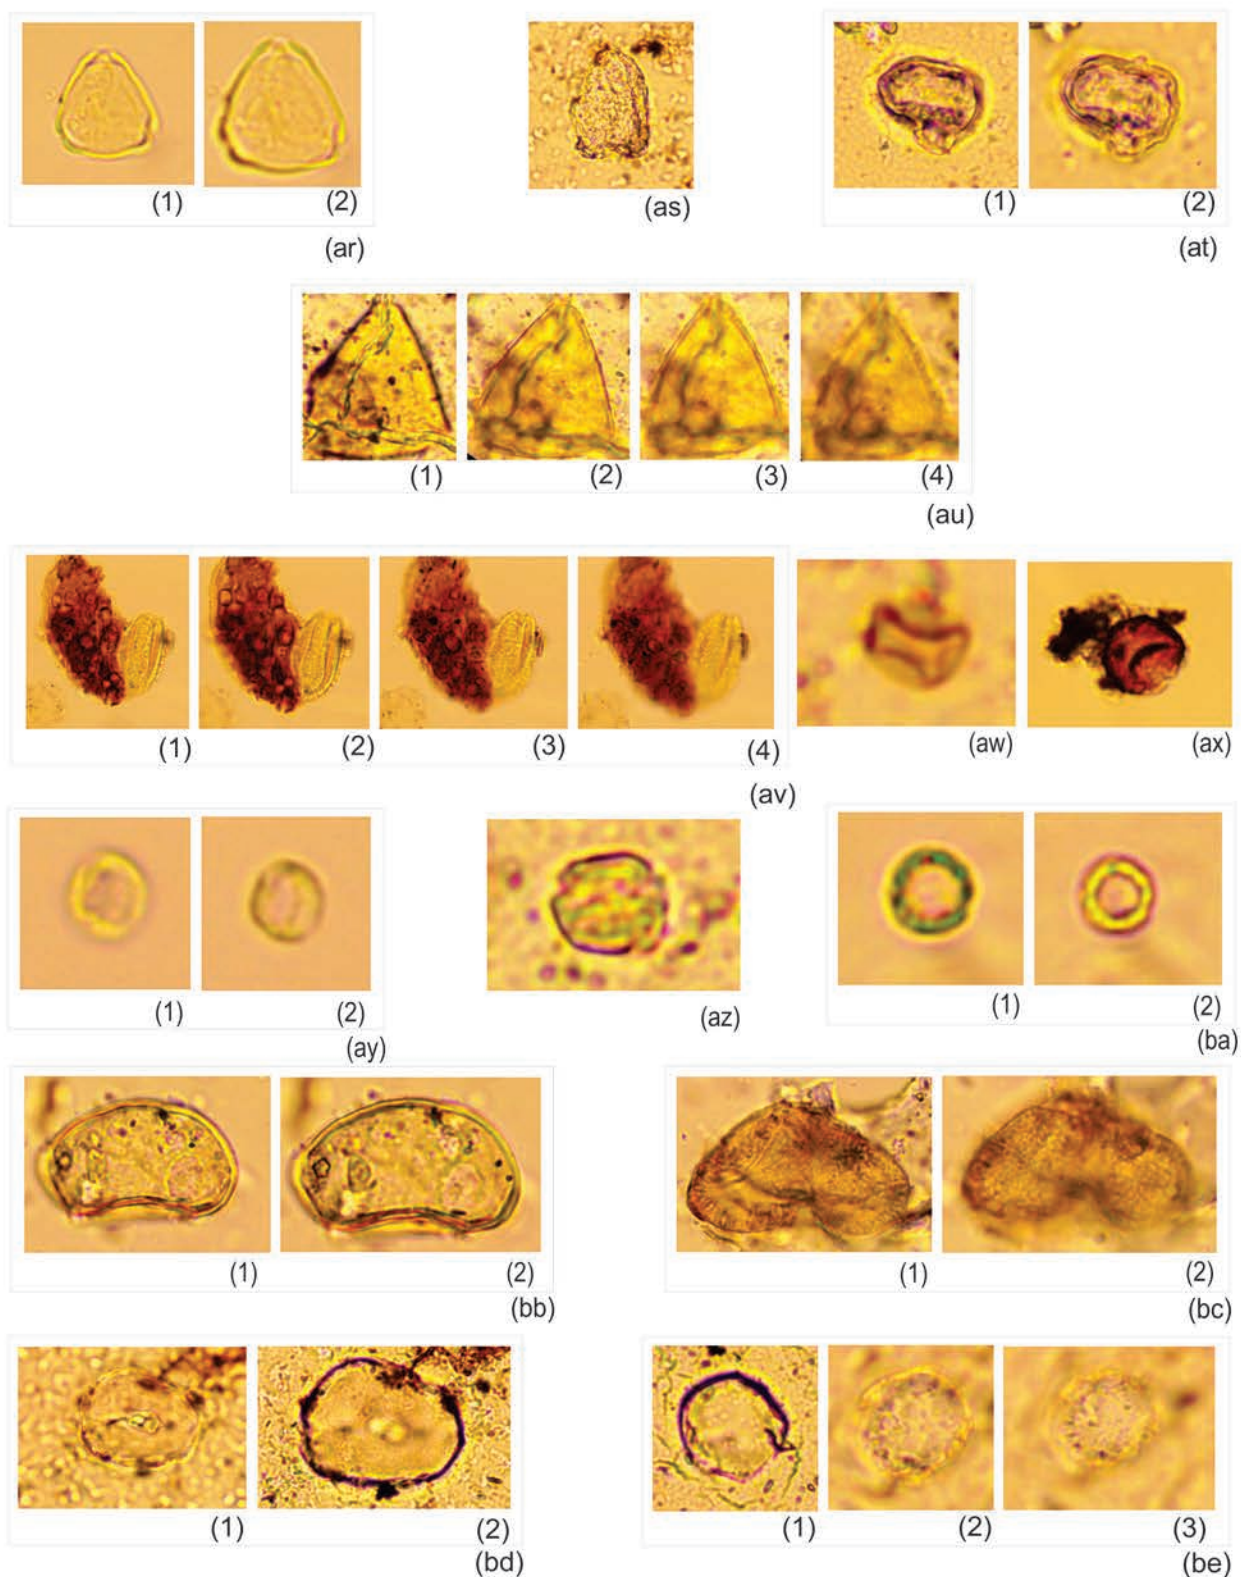 (1) (2) (1) (2)
(as)
(ar) (at)
(1) (2) (3) (4)
(au)
(1) (2) (3) (4) (aw) (ax)
(av)
(1) (2) (az) (1) (2)
(ay) (ba)
(1) (2) (1) (2)
(bb) (bc)
(1) (2) (1) (2) (3)
(bd) (be)